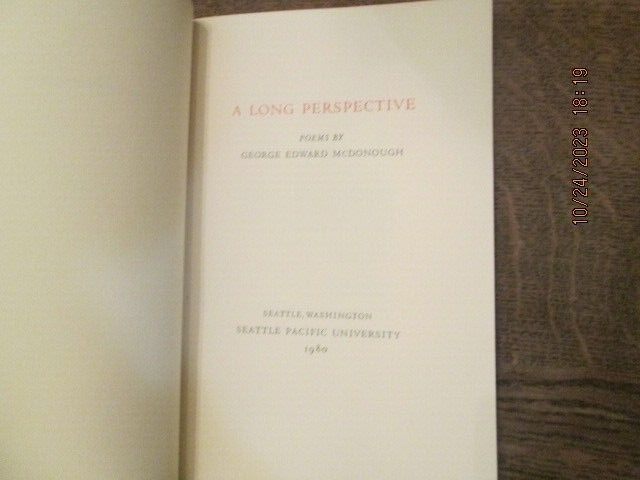 A LONG PERSPECTIVE
POEMS BY
GEORGE EDWARD MCDONOUGH
SEATTLE, WASHINGTON
SEATTLE PACIFIC UNIVERSITY
1980
10/24/2023 18:19